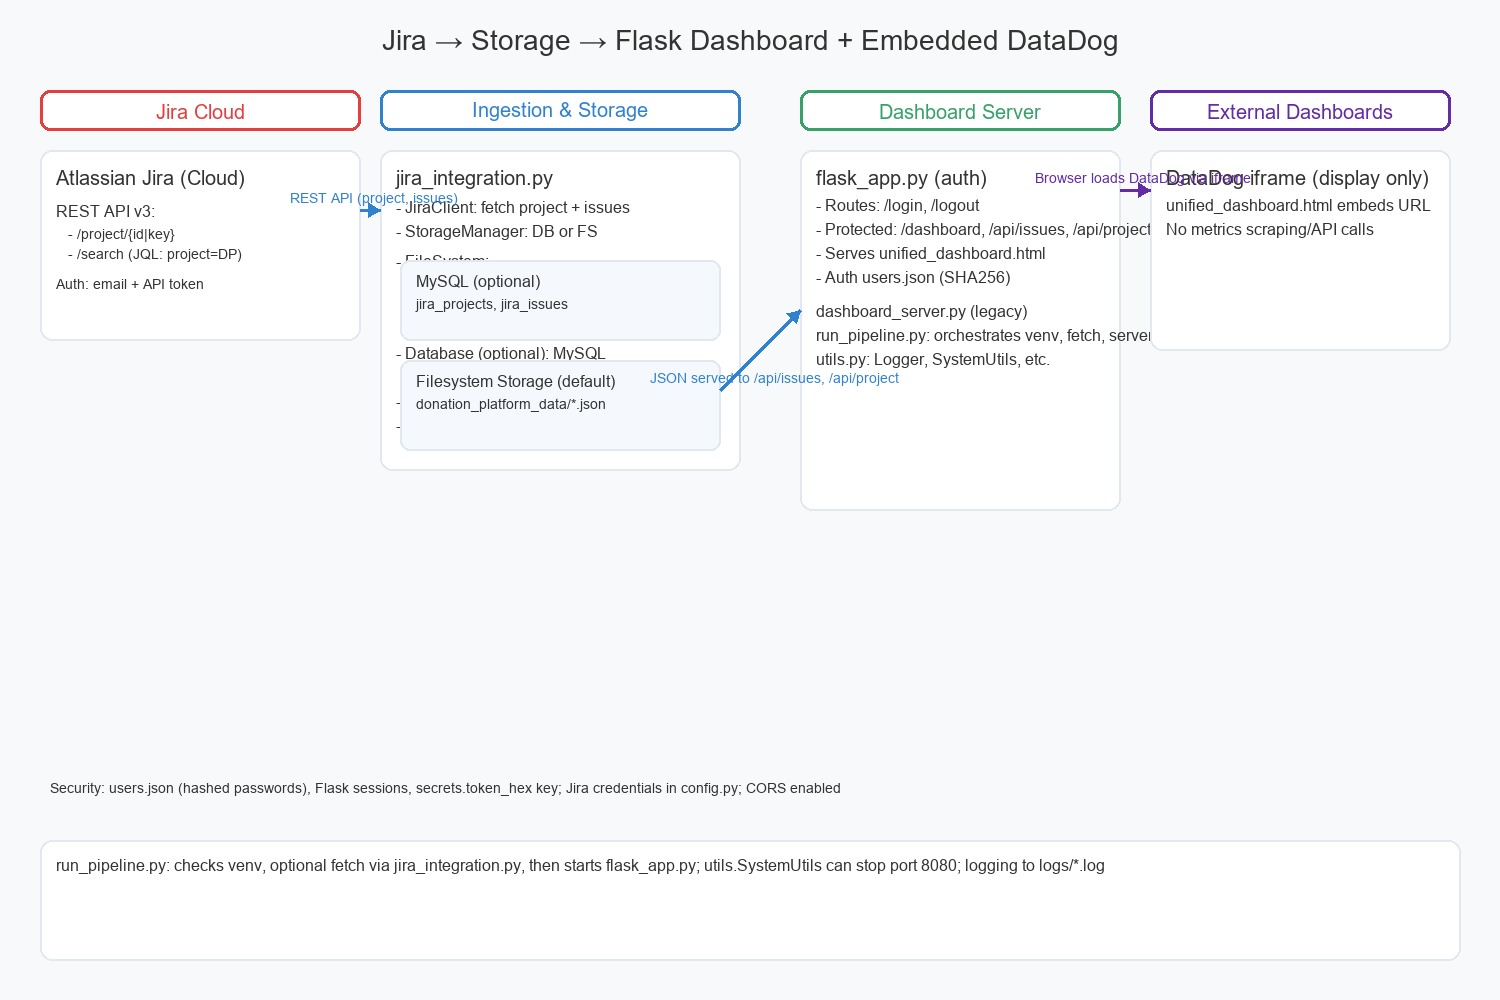 Jira → Storage → Flask Dashboard + Embedded DataDog
Jira Cloud
Ingestion & Storage
Dashboard Server
External Dashboards
Atlassian Jira (Cloud)
REST API v3:
- /project/{id|key}
- /search (JQL: project=DP)
Auth: email + API token
REST API (project, issues)
jira_integration.py
- JiraClient: fetch project + issues
- StorageManager: DB or FS
- FileSystem:
MySQL (optional)
jira_projects, jira_issues
- Database (optional): MySQL
Filesystem Storage (default)
donation_platform_data/*.json
-
-
JSON served to /api/issues, /api/project
flask_app.py (auth)
- Routes: /login, /logout
- Protected: /dashboard, /api/issues, /api/project
- Serves unified_dashboard.html
- Auth users.json (SHA256)
dashboard_server.py (legacy)
run_pipeline.py: orchestrates venv, fetch, server
utils.py: Logger, SystemUtils, etc.
Browser loads DataDog via iframe
DataDog iframe (display only)
unified_dashboard.html embeds URL
No metrics scraping/API calls
Security: users.json (hashed passwords), Flask sessions, secrets.token_hex key; Jira credentials in config.py; CORS enabled
run_pipeline.py: checks venv, optional fetch via jira_integration.py, then starts flask_app.py; utils.SystemUtils can stop port 8080; logging to logs/*.log